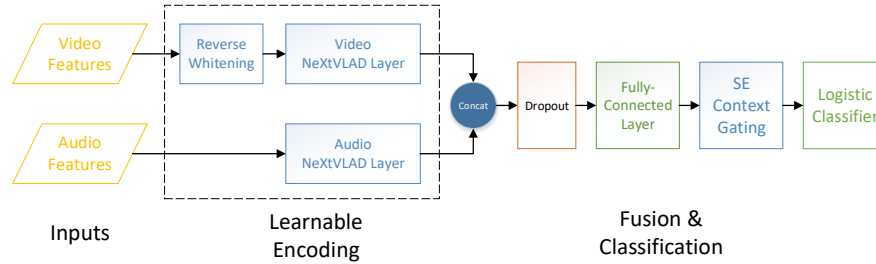 Video
Features
Reverse
Whitening
Video
NeXtVLAD Layer
Audio
Features
Audio
NeXtVLAD Layer
Concat
Dropout
Fully-
Connected
Layer
SE
Context
Gating
Logistic
Classifier
Inputs
Learnable
Encoding
Fusion &
Classification